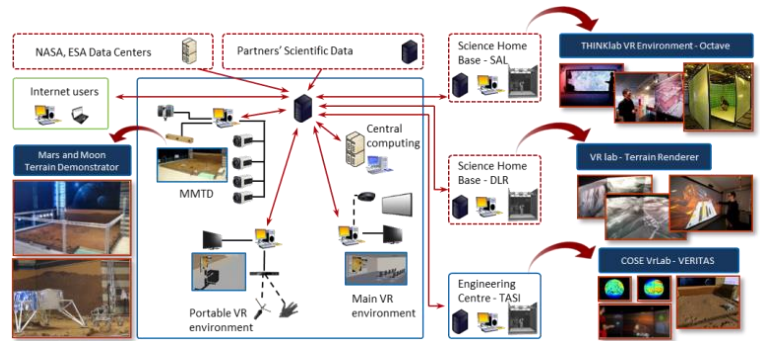 NASA, ESA Data Centers
Partners' Scientific Data
Science Home
Base - SAL
THINKlab VR Environment - Octave
Internet users
Central
computing
Mars and Moon
Terrain Demonstrator
MMTD
Science Home
Base - DLR
VR lab - Terrain Renderer
Portable VR
environment
Main VR
environment
Engineering
Centre - TASI
COSE VrLab - VERITAS